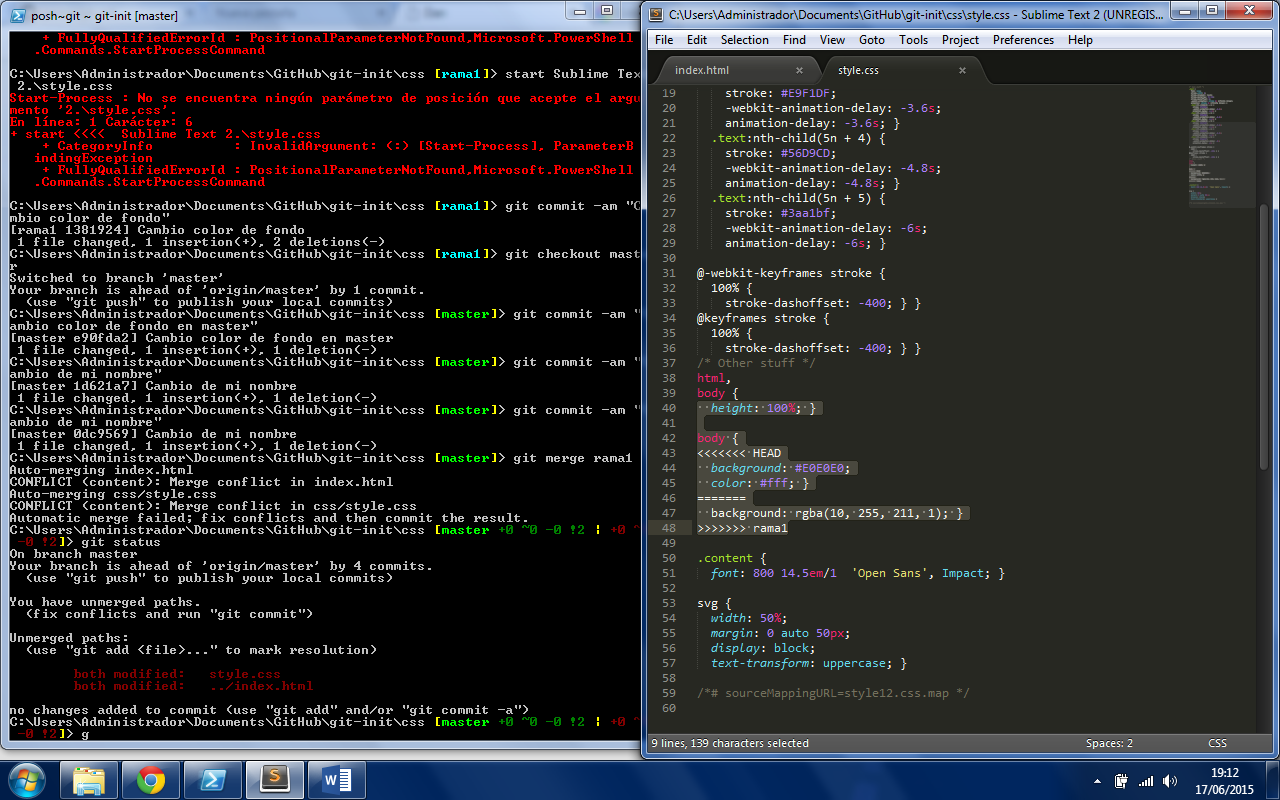 posh~git ~ git-init [master]
+ FullyQualifiedErrorId : PositionalParameterNotFound,Microsoft.PowerShell
.Commands.StartProcessCommand
C:\Users\Administrador\Documents\GitHub\git-init\css [rama1]> start Sublime Tex
2.\style.css
Start-Process : No se encuentra ningún parámetro de posición que acepte el argu
mento '2.\style.css'.
En línea: 1 Carácter: 6
+ start <<<<  Sublime Text 2.\style.css
+ CategoryInfo          : InvalidArgument: (:) [Start-Process], ParameterB
indingException
+ FullyQualifiedErrorId : PositionalParameterNotFound,Microsoft.PowerShell
.Commands.StartProcessCommand
C:\Users\Administrador\Documents\GitHub\git-init\css [rama1]> git commit -am "C
mbio color de fondo"
[rama1 1381924] Cambio color de fondo
1 file changed, 1 insertion(+), 2 deletions(-)
C:\Users\Administrador\Documents\GitHub\git-init\css [rama1]> git checkout mast
r
Switched to branch 'master'
Your branch is ahead of 'origin/master' by 1 commit.
(use "git push" to publish your local commits)
C:\Users\Administrador\Documents\GitHub\git-init\css [master]> git commit -am "
ambio color de fondo en master"
[master e90fda2] Cambio color de fondo en master
1 file changed, 1 insertion(+), 1 deletion(-)
C:\Users\Administrador\Documents\GitHub\git-init\css [master]> git commit -am "
ambio de mi nombre"
[master 1d621a7] Cambio de mi nombre
1 file changed, 1 insertion(+), 1 deletion(-)
C:\Users\Administrador\Documents\GitHub\git-init\css [master]> git commit -am "
ambio de mi nombre"
[master 0dc9569] Cambio de mi nombre
1 file changed, 1 insertion(+), 1 deletion(-)
C:\Users\Administrador\Documents\GitHub\git-init\css [master]> git merge rama1
Auto-merging index.html
CONFLICT (content): Merge conflict in index.html
Auto-merging css/style.css
CONFLICT (content): Merge conflict in css/style.css
Automatic merge failed; fix conflicts and then commit the result.
C:\Users\Administrador\Documents\GitHub\git-init\css [master +0 ~0 -0 !2 | +0 ~
-0 !2]> git status
On branch master
Your branch is ahead of 'origin/master' by 4 commits.
(use "git push" to publish your local commits)
You have unmerged paths.
(fix conflicts and run "git commit")
Unmerged paths:
(use "git add <file>..." to mark resolution)
both modified:   style.css
both modified:   ../index.html
no changes added to commit (use "git add" and/or "git commit -a")
C:\Users\Administrador\Documents\GitHub\git-init\css [master +0 ~0 -0 !2 | +0 ~
-0 !2]> g
C:\Users\Administrador\Documents\GitHub\git-init\css\style.css - Sublime Text 2 (UNREGIS...
File Edit Selection Find View Goto Tools Project Preferences Help
index.html style.css
19 stroke: #E9F1DF;
20 -webkit-animation-delay: -3.6s;
21 animation-delay: -3.6s; }
22 .text:nth-child(5n + 4) {
23 stroke: #56D9CD;
24 -webkit-animation-delay: -4.8s;
25 animation-delay: -4.8s; }
26 .text:nth-child(5n + 5) {
27 stroke: #3aa1bf;
28 -webkit-animation-delay: -6s;
29 animation-delay: -6s; }
30
31 @-webkit-keyframes stroke {
32 100% {
33 stroke-dashoffset: -400; } }
34 @keyframes stroke {
35 100% {
36 stroke-dashoffset: -400; } }
37 /* Other stuff */
38 html,
39 body {
40 height: 100%; }
41
42 body {
43 <<<<<<< HEAD
44 background: #E0E0E0;
45 color: #fff; }
46 =======
47 background: rgba(10, 255, 211, 1); }
48 >>>>>>> rama1
49
50 .content {
51 font: 800 14.5em/1  'Open Sans', Impact; }
52
53 svg {
54 width: 50%;
55 margin: 0 auto 50px;
56 display: block;
57 text-transform: uppercase; }
58
59 /*# sourceMappingURL=style12.css.map */
60
9 lines, 139 characters selected Spaces: 2 CSS
19:12
17/06/2015